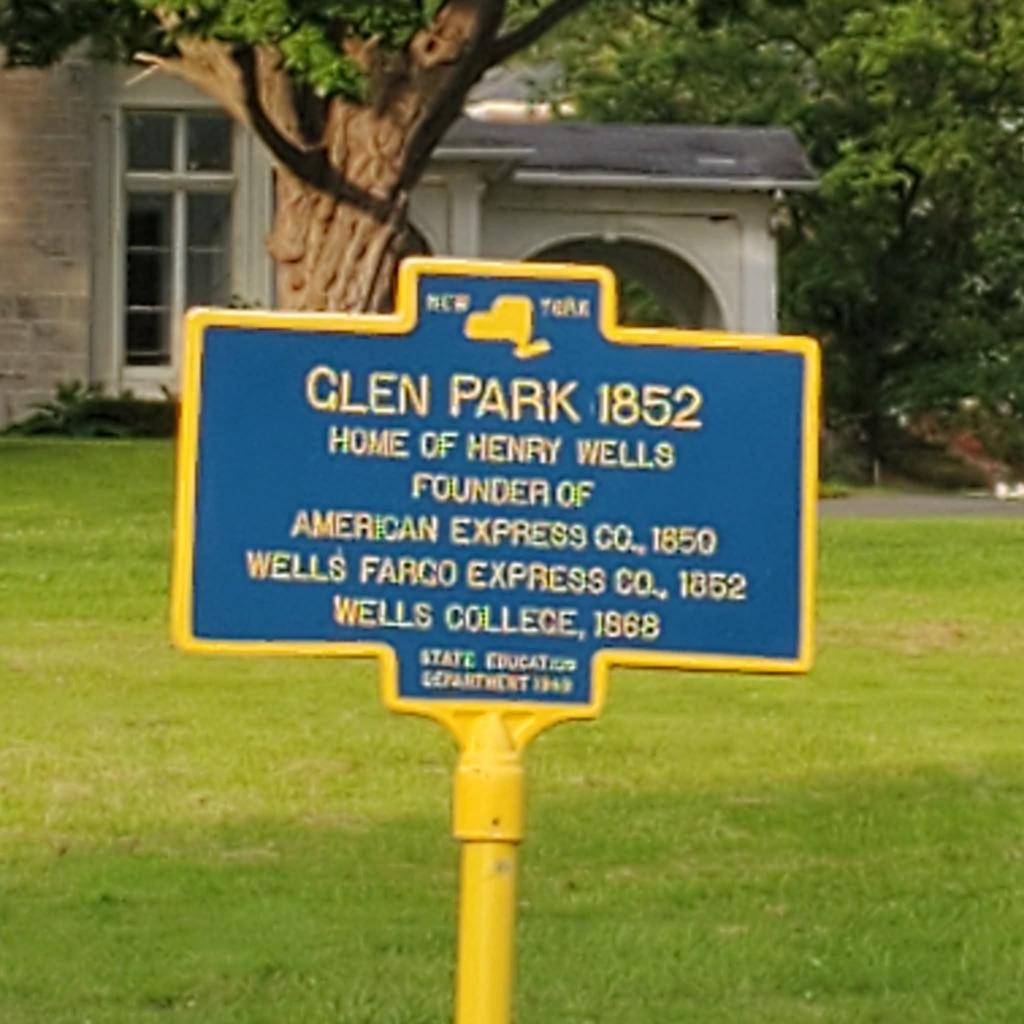 NEW YORK
GLEN PARK 1852
HOME OF HENRY WELLS
FOUNDER OF
AMERICAN EXPRESS CO., 1850
WELLS FARGO EXPRESS CO., 1852
WELLS COLLEGE, 1868
STATE EDUCATION
DEPARTMENT